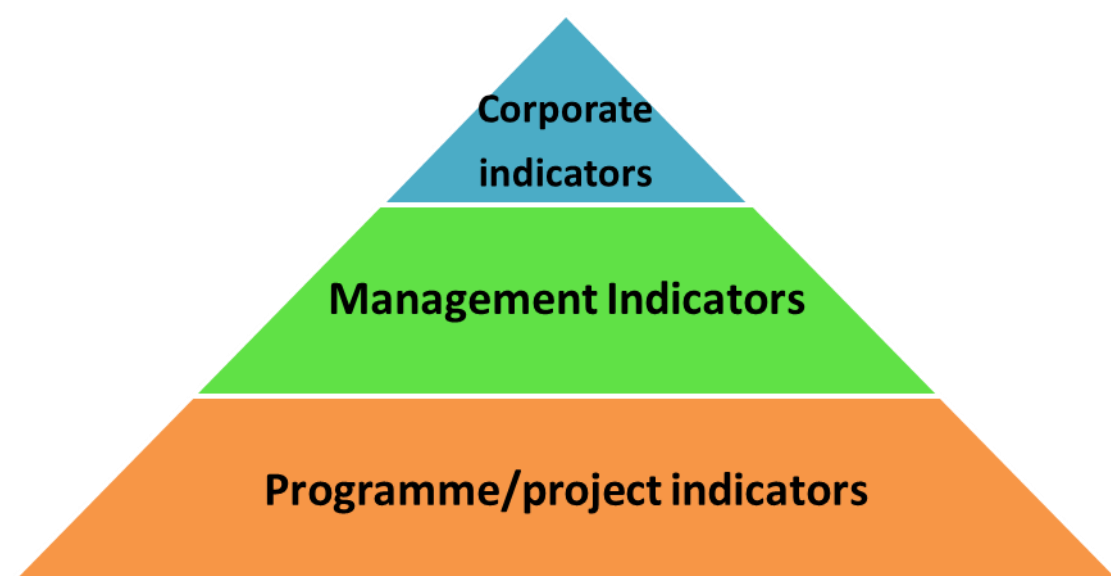 Corporate
indicators
Management Indicators
Programme/project indicators